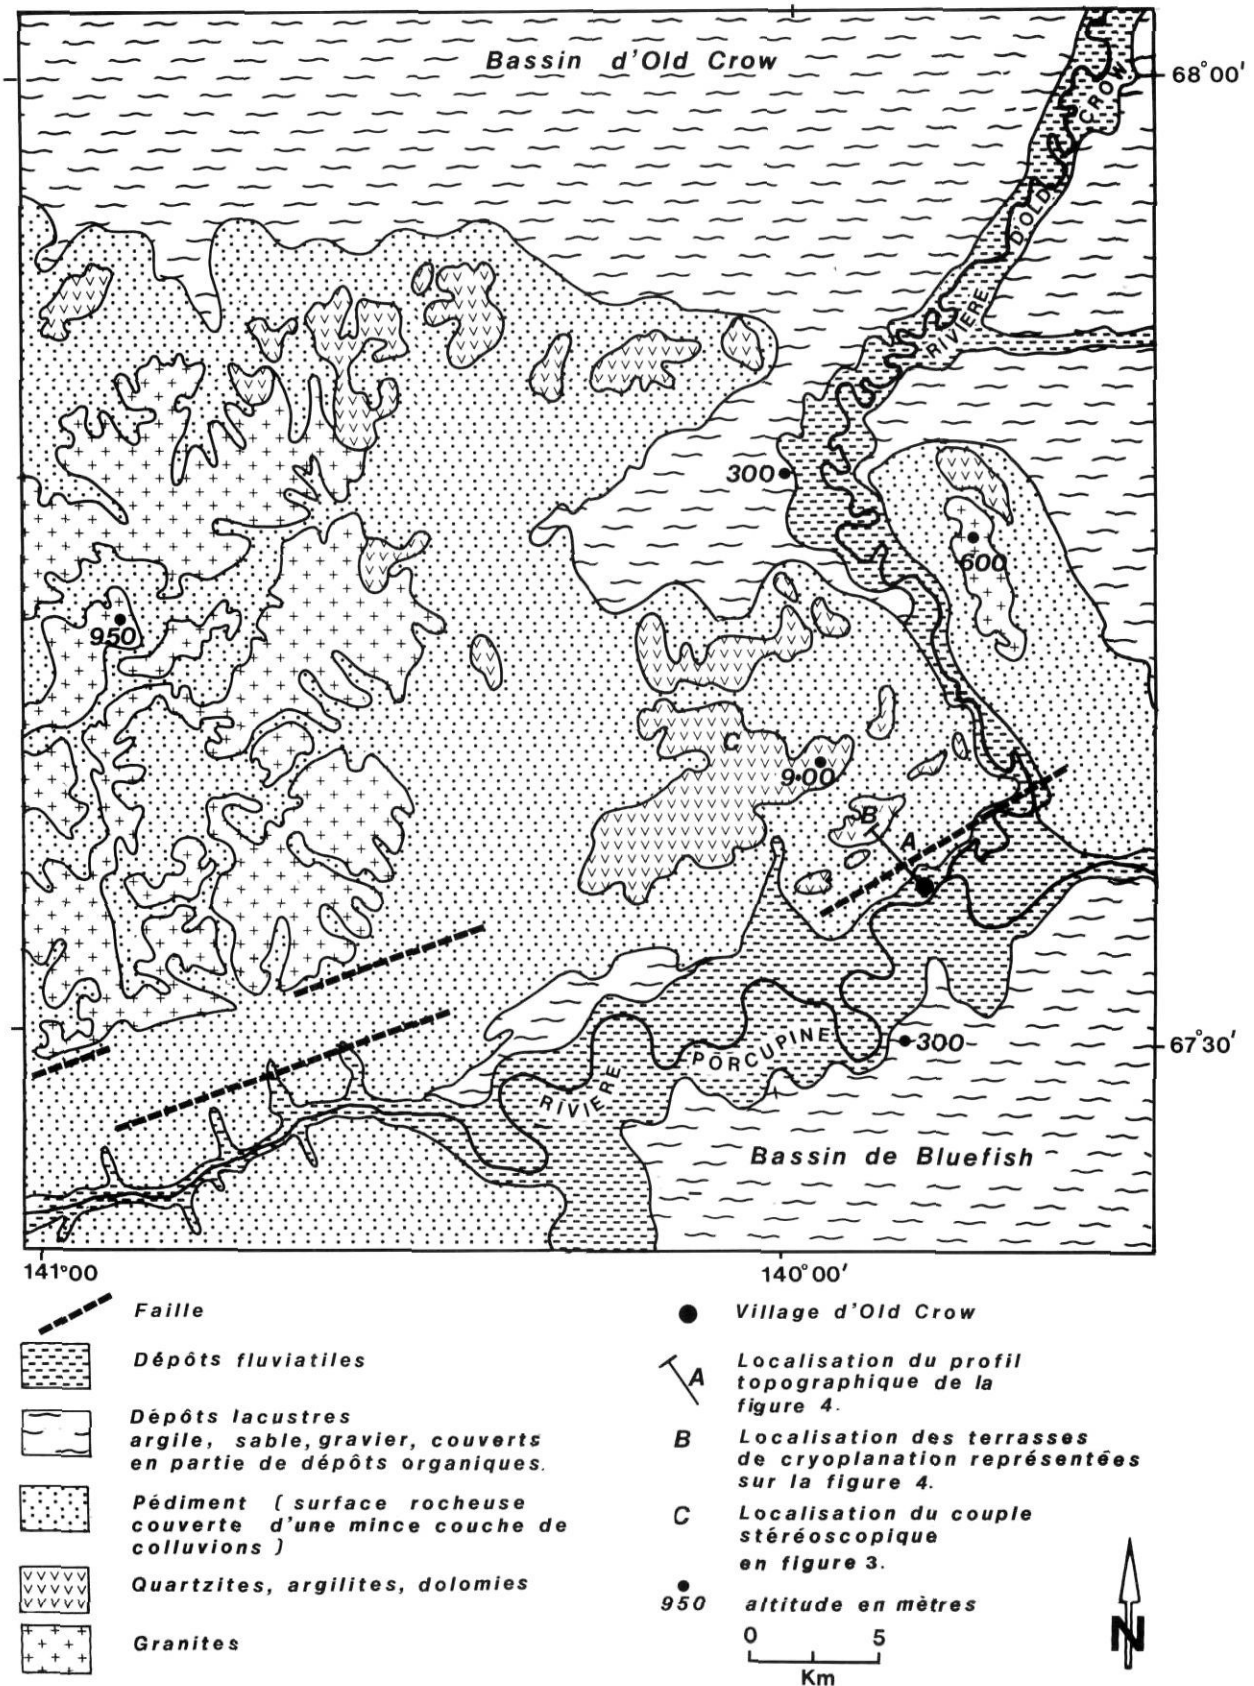 Bassin d'Old Crow
68°00'
RIVIERE D'OLD CROW
300
600
950
C
900
B
A
300
67°30'
RIVIERE PORCUPINE
Bassin de Bluefish
141°00
140°00'
Faille
Dépôts fluviatiles
Dépôts lacustres
argile, sable, gravier, couverts
en partie de dépôts organiques.
Pédiment ( surface rocheuse
couverte d'une mince couche de
colluvions )
Quartzites, argilites, dolomies
Granites
Village d'Old Crow
A Localisation du profil
topographique de la
figure 4.
B Localisation des terrasses
de cryoplanation représentées
sur la figure 4.
C Localisation du couple
stéréoscopique
en figure 3.
950 altitude en mètres
0 5
Km
N